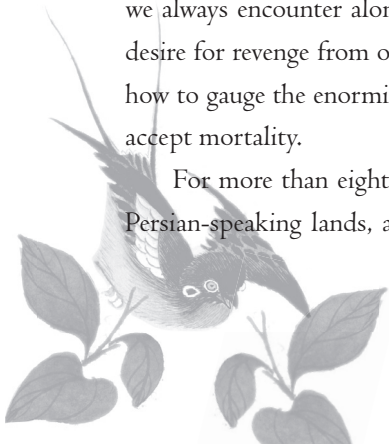 we always encounter alon
desire for revenge from o
how to gauge the enormi
accept mortality.
For more than eight
Persian-speaking lands, a